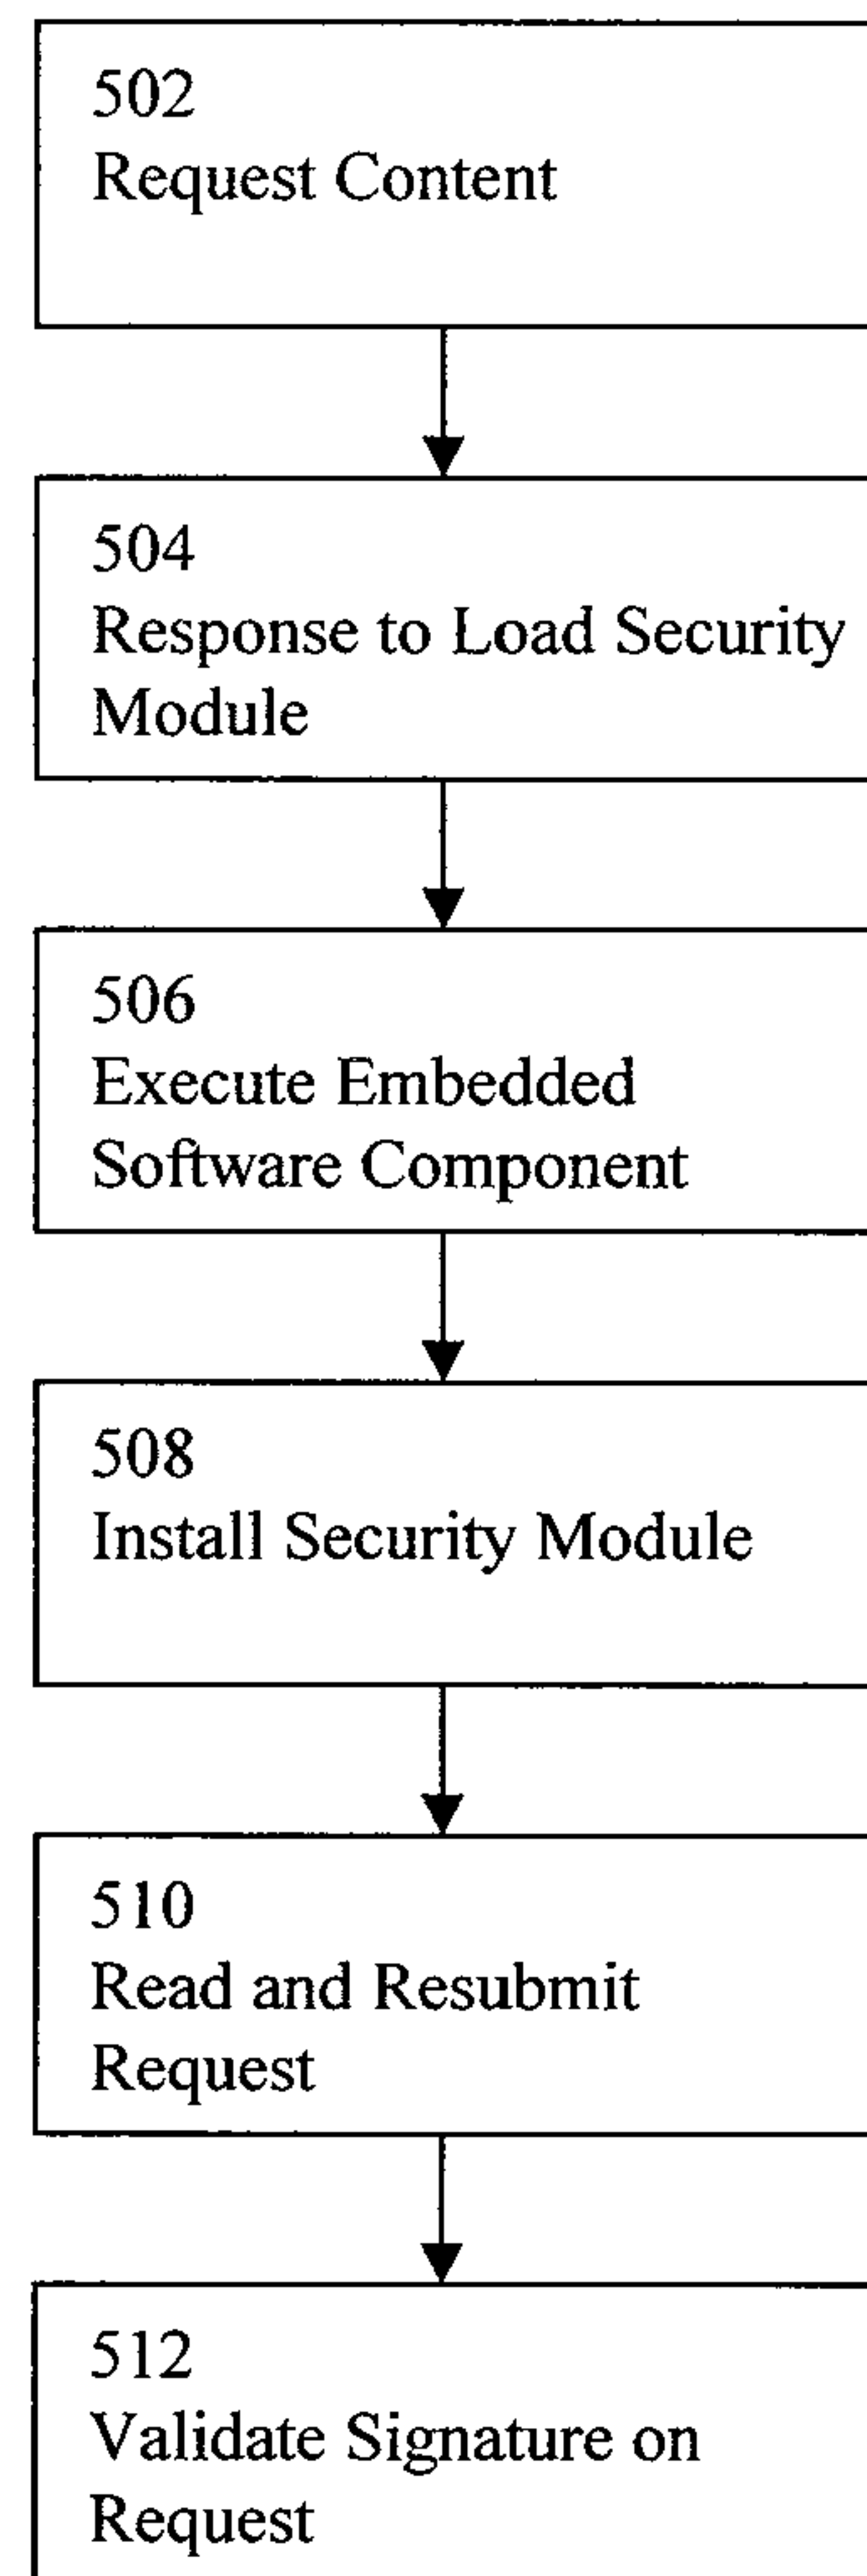 502
Request Content
504
Response to Load Security
Module
506
Execute Embedded
Software Component
508
Install Security Module
510
Read and Resubmit
Request
512
Validate Signature on
Request